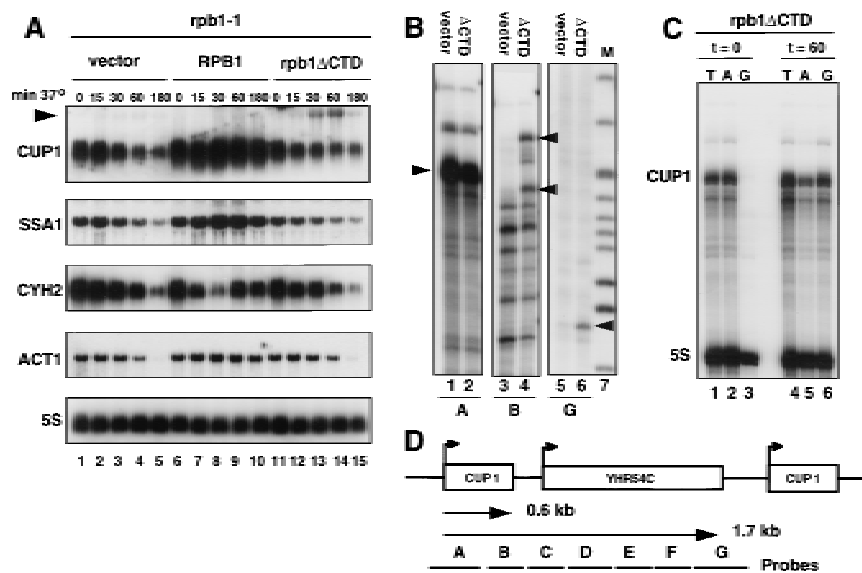 A
rpb1-1
vector RPB1 rpb1ΔCTD
min 37° 0 15 30 60 180 0 15 30 60 180 0 15 30 60 180
CUP1
SSA1
CYH2
ACT1
5S
1 2 3 4 5 6 7 8 9 10 11 12 13 14 15
B
vector ΔCTD vector ΔCTD vector ΔCTD M
1 2 3 4 5 6 7
A B G
C
rpb1ΔCTD
t=0 t=60
T A G T A G
CUP1
5S
1 2 3 4 5 6
D
CUP1 YHR54C CUP1
0.6 kb
1.7 kb
A B C D E F G
Probes